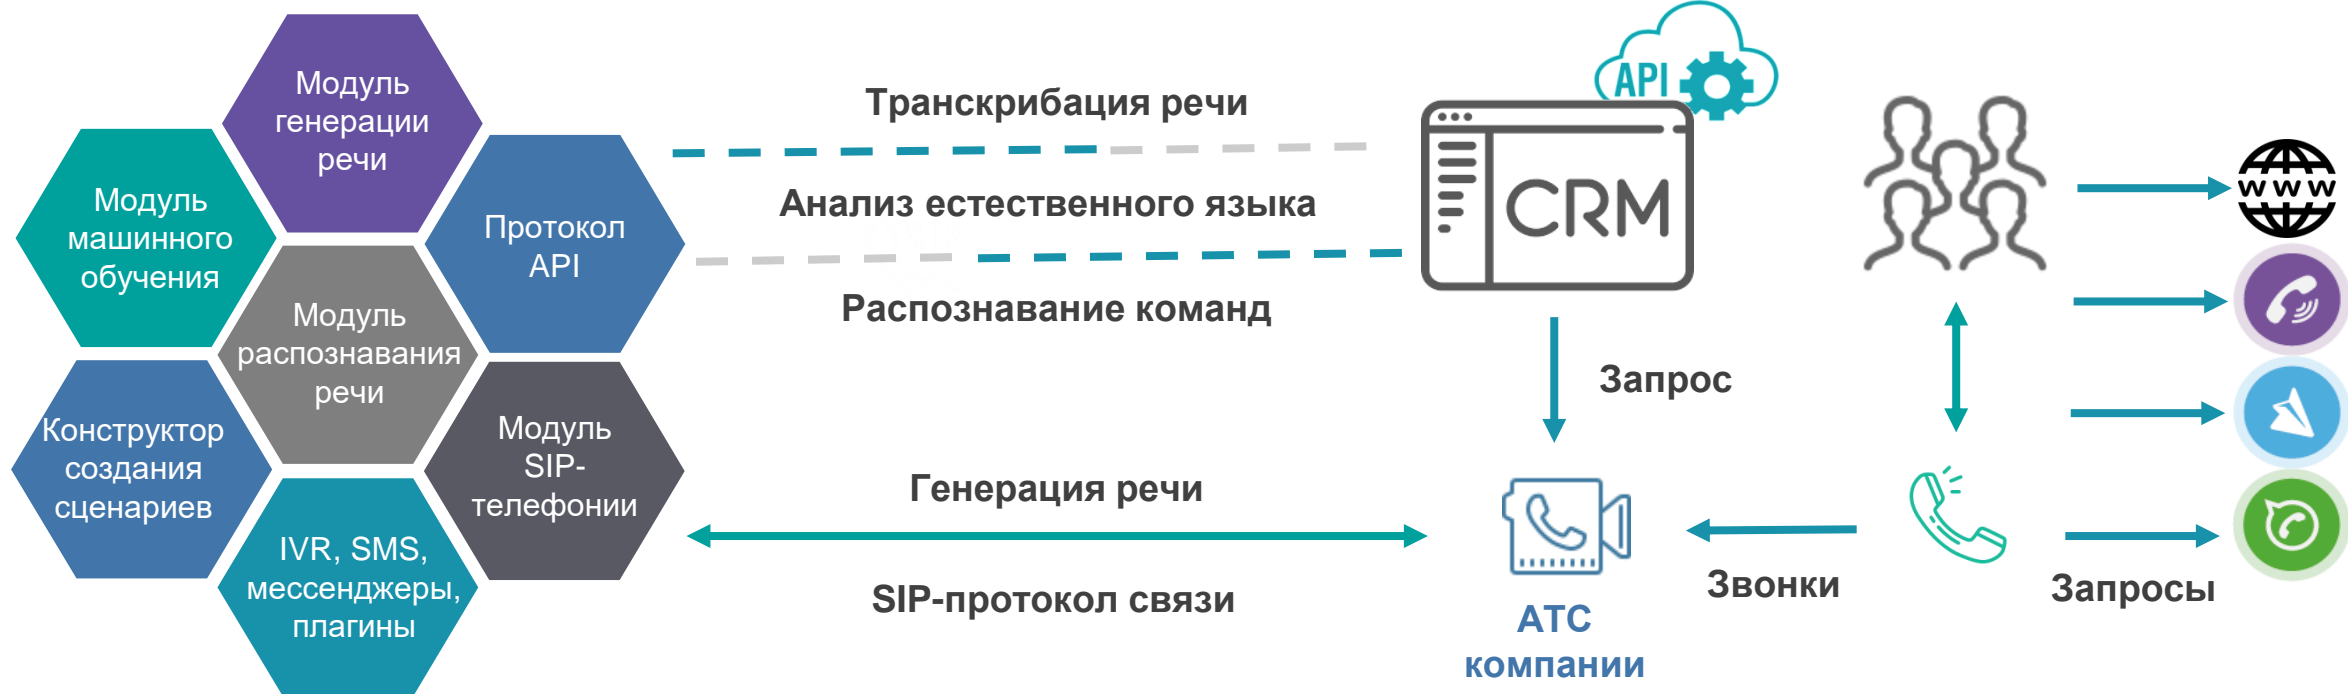 Модуль
генерации
речи
Модуль
машинного
обучения
Протокол
API
Модуль
распознавания
речи
Конструктор
создания
сценариев
Модуль
SIP-
телефонии
IVR, SMS,
мессенджеры,
плагины
Транскрибация речи
Анализ естественного языка
Распознавание команд
Генерация речи
SIP-протокол связи
API
CRM
Запрос
АТС
компании
Звонки
Запросы
www